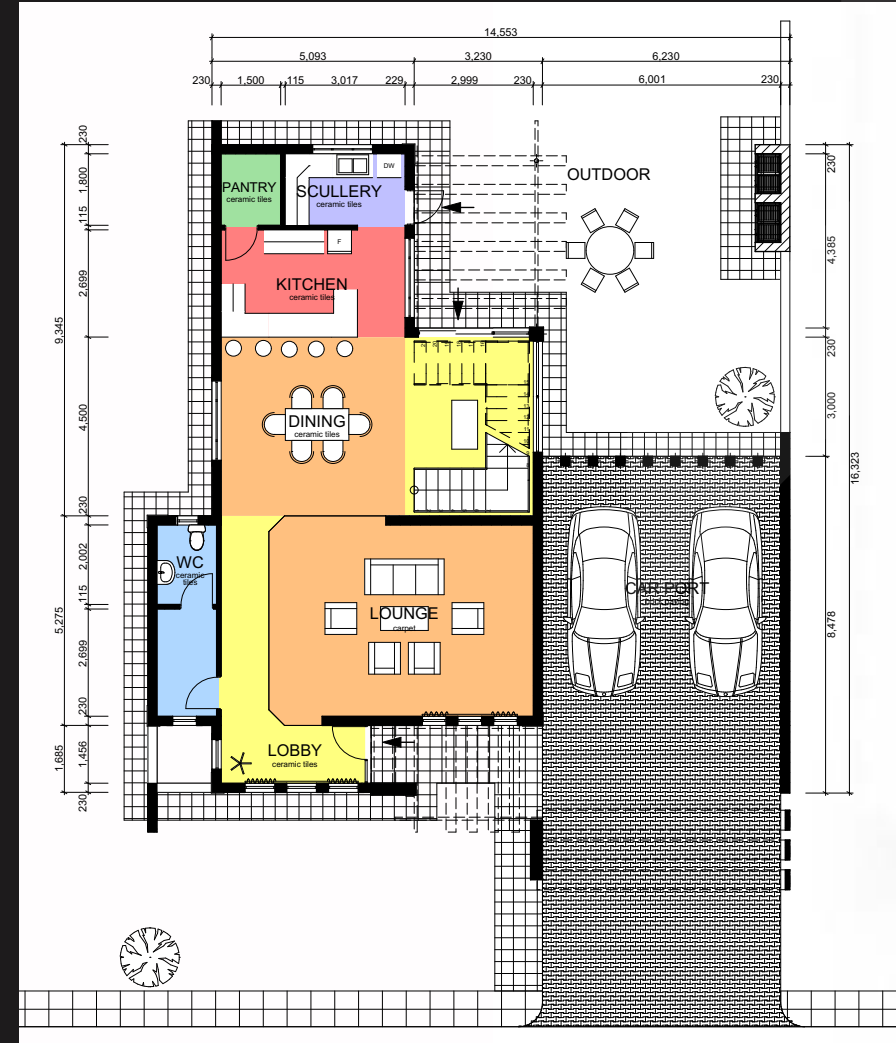 14,553
5,093 3,230 6,230
230 1,500 115 3,017 229 2,999 230 6,001 230
230
1,800
115
2,699
9,345
4,500
230
2,002
115
5,275
2,699
230
1,685
1,456
230
PANTRY
ceramic tiles
SCULLERY
ceramic tiles
DW
F
KITCHEN
ceramic tiles
DINING
ceramic tiles
WC
ceramic
tiles
LOUNGE
carpet
LOBBY
ceramic tiles
OUTDOOR
CAR PORT
230
4,385
230
3,000
16,323
8,478